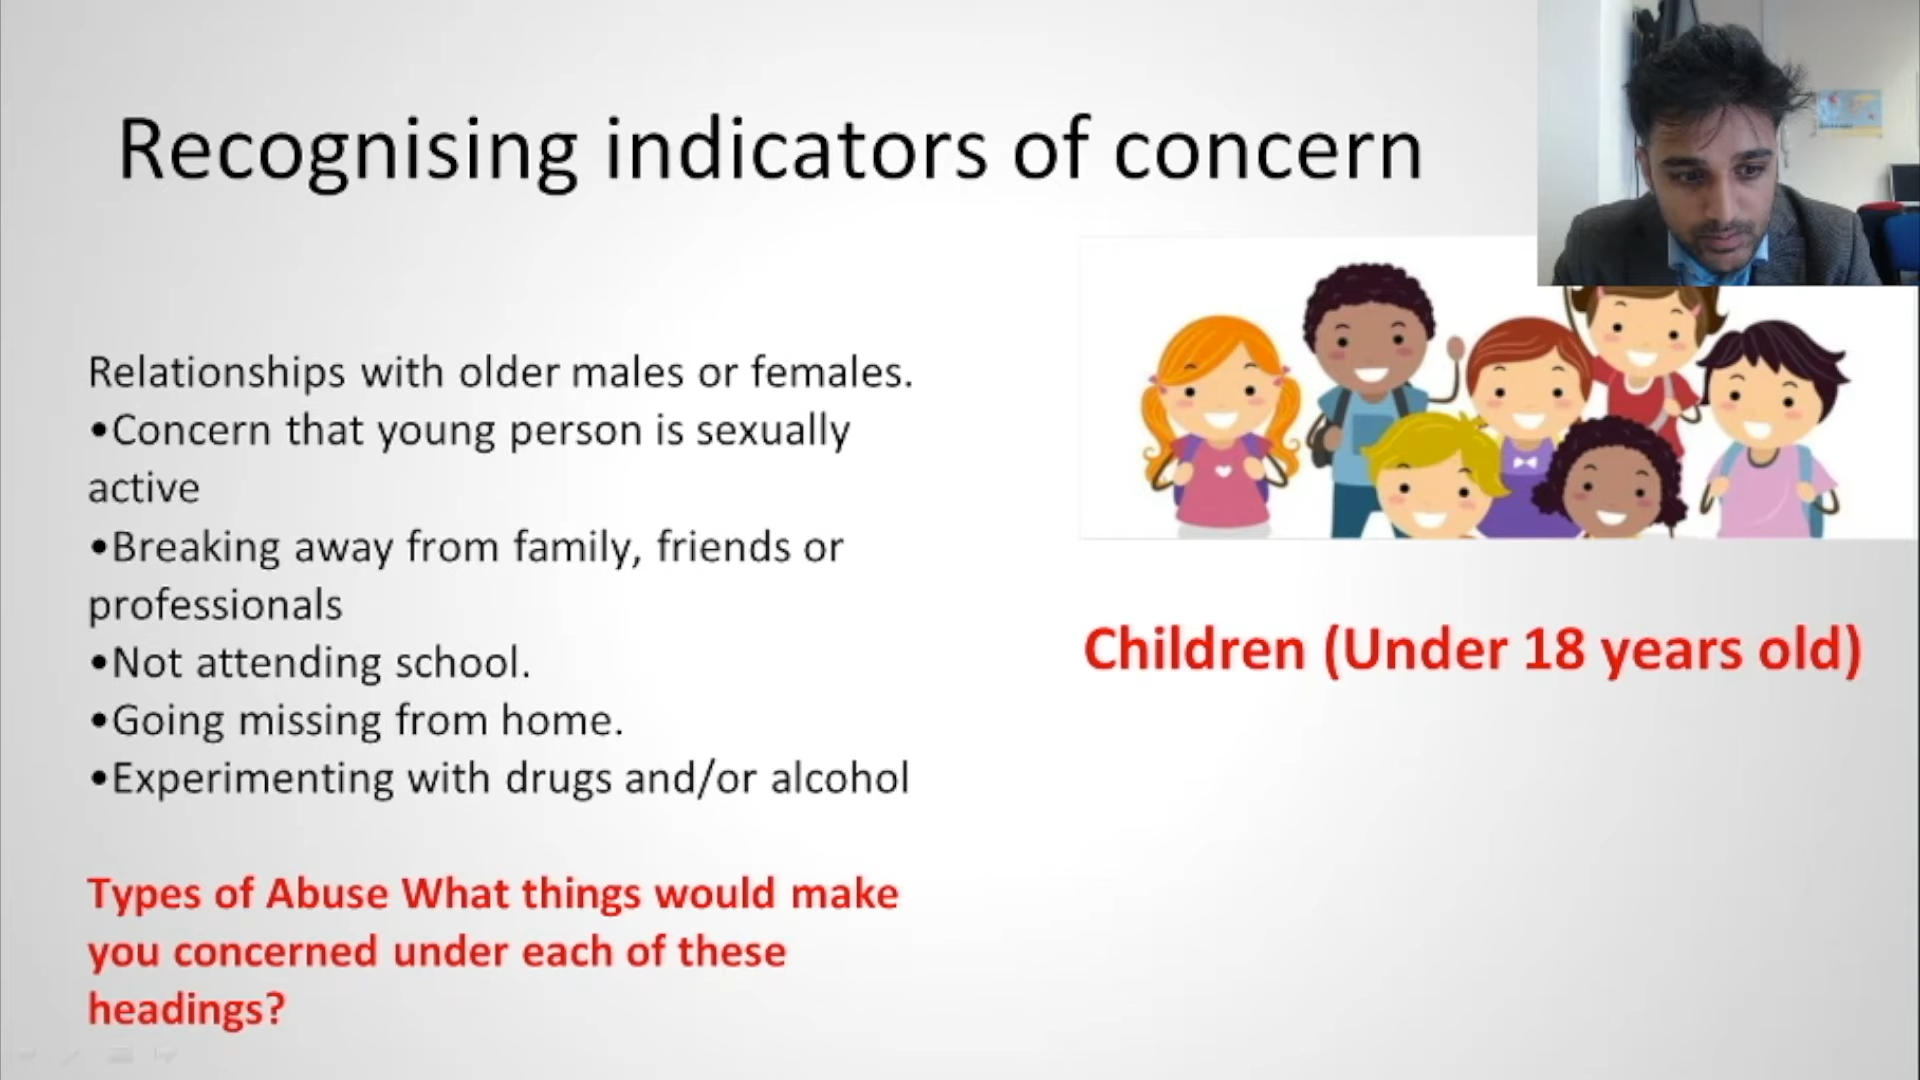 Recognising indicators of concern
Relationships with older males or females.
•Concern that young person is sexually
active
•Breaking away from family, friends or
professionals
•Not attending school.
•Going missing from home.
•Experimenting with drugs and/or alcohol
Types of Abuse What things would make
you concerned under each of these
headings?
Children (Under 18 years old)